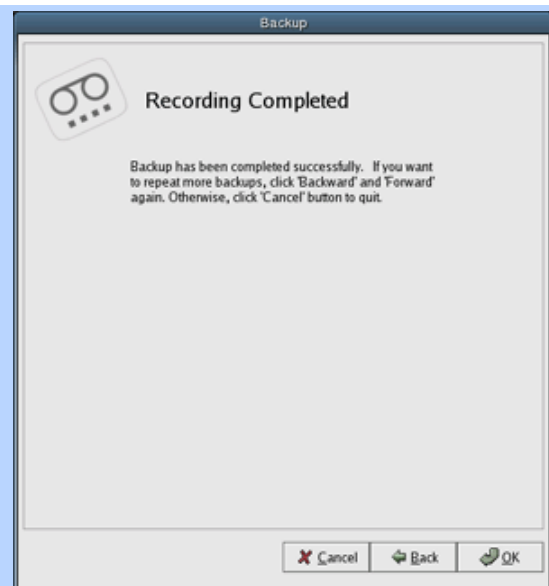 Backup
Recording Completed
Backup has been completed successfully. If you want
to repeat more backups, click 'Backward' and 'Forward'
again. Otherwise, click 'Cancel' button to quit.
Cancel
Back
OK